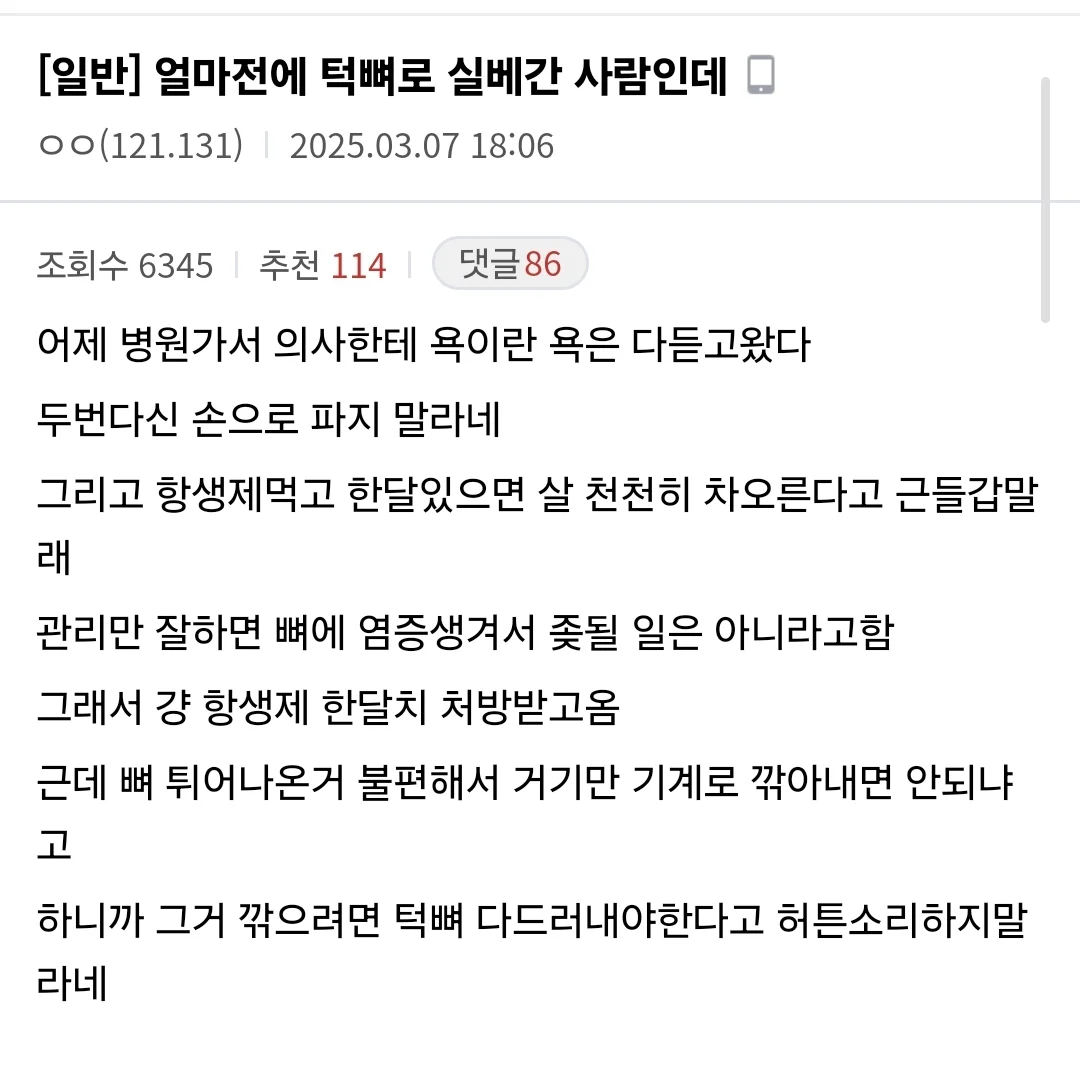 [일반] 얼마전에 턱뼈로 실베간 사람인데
ㅇㅇ(121.131) | 2025.03.07 18:06
조회수 6345 | 추천 114 | 댓글86
어제 병원가서 의사한테 욕이란 욕은 다듣고왔다
두번다신 손으로 파지 말라네
그리고 항생제먹고 한달있으면 살 천천히 차오른다고 근들갑말
래
관리만 잘하면 뼈에 염증생겨서 좆될 일은 아니라고함
그래서 걍 항생제 한달치 처방받고옴
근데 뼈 튀어나온거 불편해서 거기만 기계로 깎아내면 안되냐
고
하니까 그거 깎으려면 턱뼈 다드러내야한다고 허튼소리하지말
라네